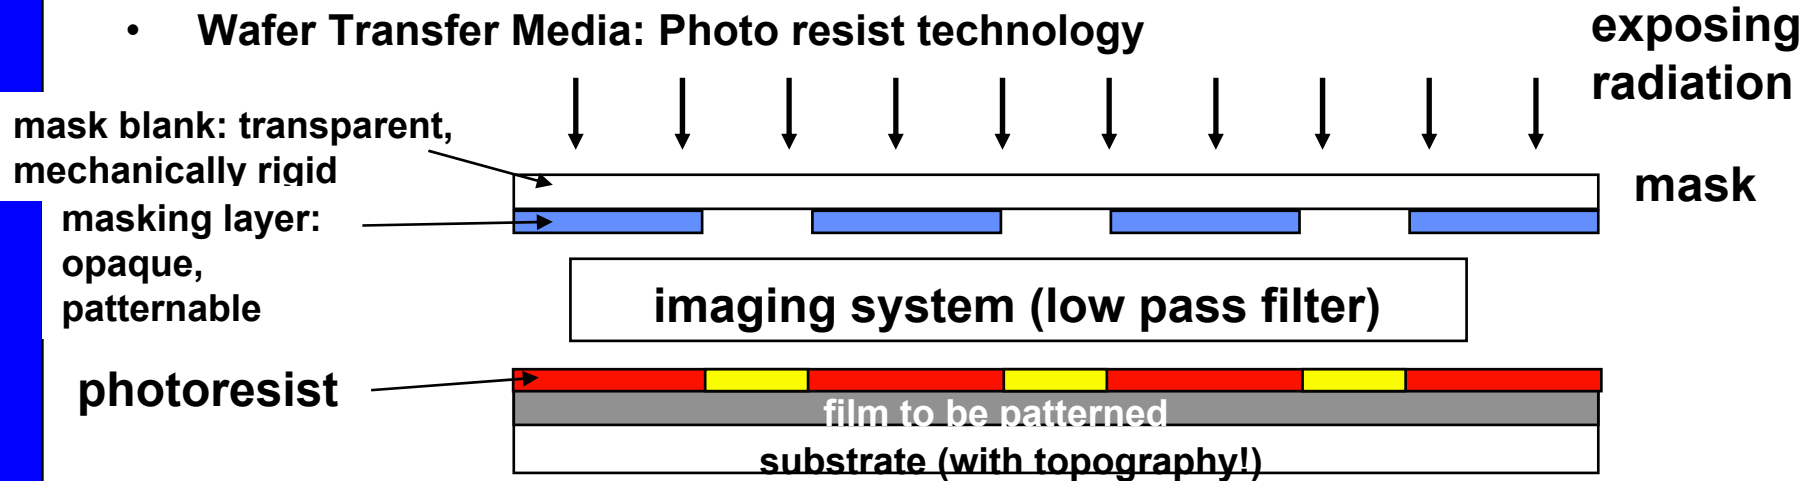 • Wafer Transfer Media: Photo resist technology
exposing
radiation
mask blank: transparent,
mechanically rigid
mask
masking layer:
opaque,
patternable
imaging system (low pass filter)
photoresist
film to be patterned
substrate (with topography!)